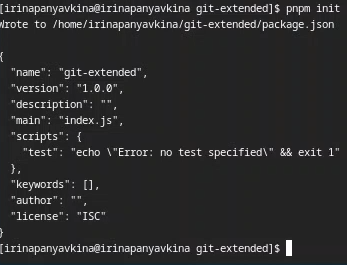 [irinapanyavkina@irinapanyavkina git-extended]$ pnpm init
Wrote to /home/irinapanyavkina/git-extended/package.json
{
"name": "git-extended",
"version": "1.0.0",
"description": "",
"main": "index.js",
"scripts": {
"test": "echo \"Error: no test specified\" && exit 1"
},
"keywords": [],
"author": "",
"license": "ISC"
}
[irinapanyavkina@irinapanyavkina git-extended]$